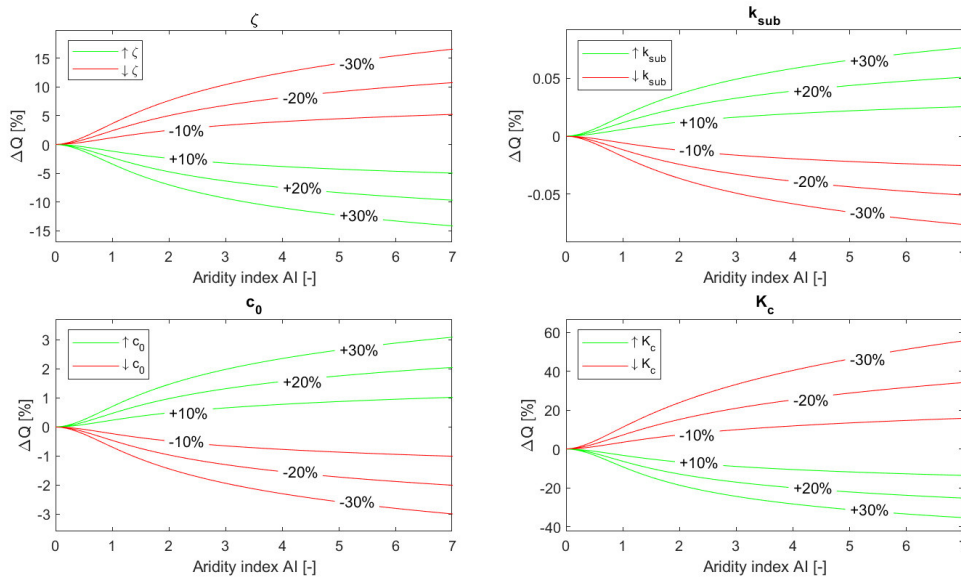 ζ
ΔQ [%]
15
10
5
0
-5
-10
-15
↑ ζ
↓ ζ
-30%
-20%
-10%
+10%
+20%
+30%
0 1 2 3 4 5 6 7
Aridity index AI [-]
k_sub
ΔQ [%]
0.05
0
-0.05
↑ k_sub
↓ k_sub
+30%
+20%
+10%
-10%
-20%
-30%
0 1 2 3 4 5 6 7
Aridity index AI [-]
c_0
ΔQ [%]
3
2
1
0
-1
-2
-3
↑ c_0
↓ c_0
+30%
+20%
+10%
-10%
-20%
-30%
0 1 2 3 4 5 6 7
Aridity index AI [-]
K_c
ΔQ [%]
60
40
20
0
-20
-40
↑ K_c
↓ K_c
-30%
-20%
-10%
+10%
+20%
+30%
0 1 2 3 4 5 6 7
Aridity index AI [-]